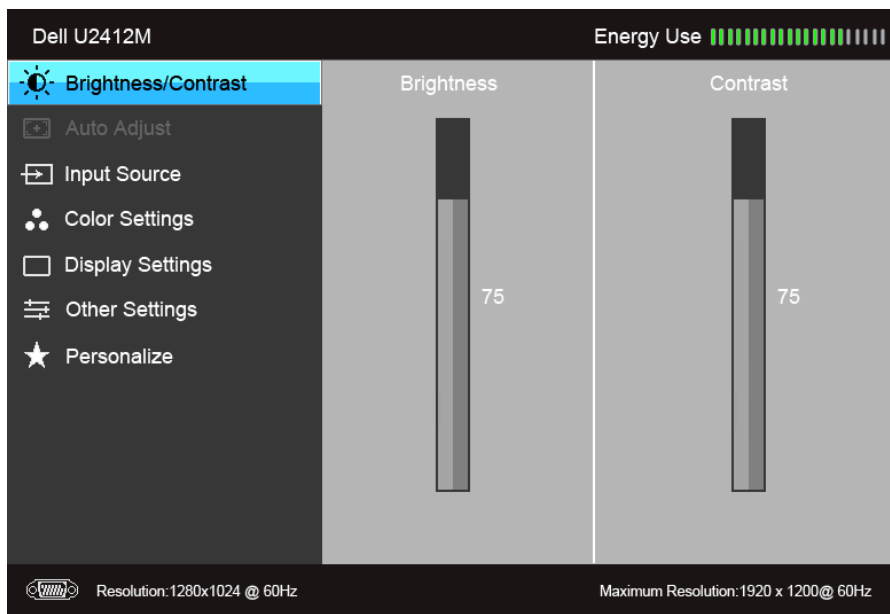 Dell U2412M
Energy Use
Brightness/Contrast
Auto Adjust
Input Source
Color Settings
Display Settings
Other Settings
Personalize
Brightness
75
Contrast
75
Resolution:1280x1024 @ 60Hz
Maximum Resolution:1920 x 1200@ 60Hz